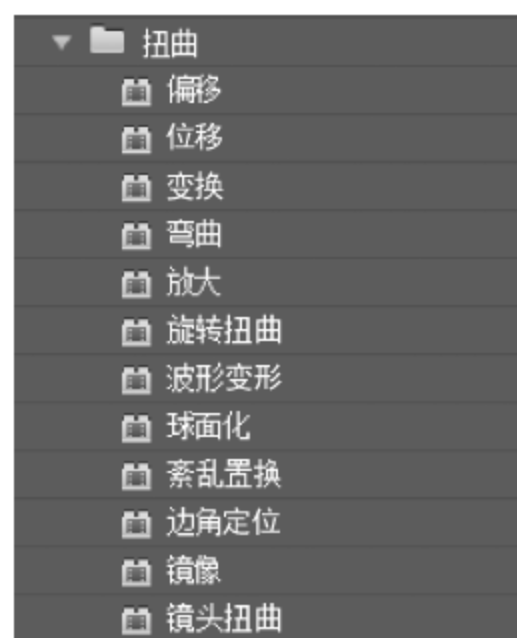 扭曲
偏移
位移
变换
弯曲
放大
旋转扭曲
波形变形
球面化
紊乱置换
边角定位
镜像
镜头扭曲